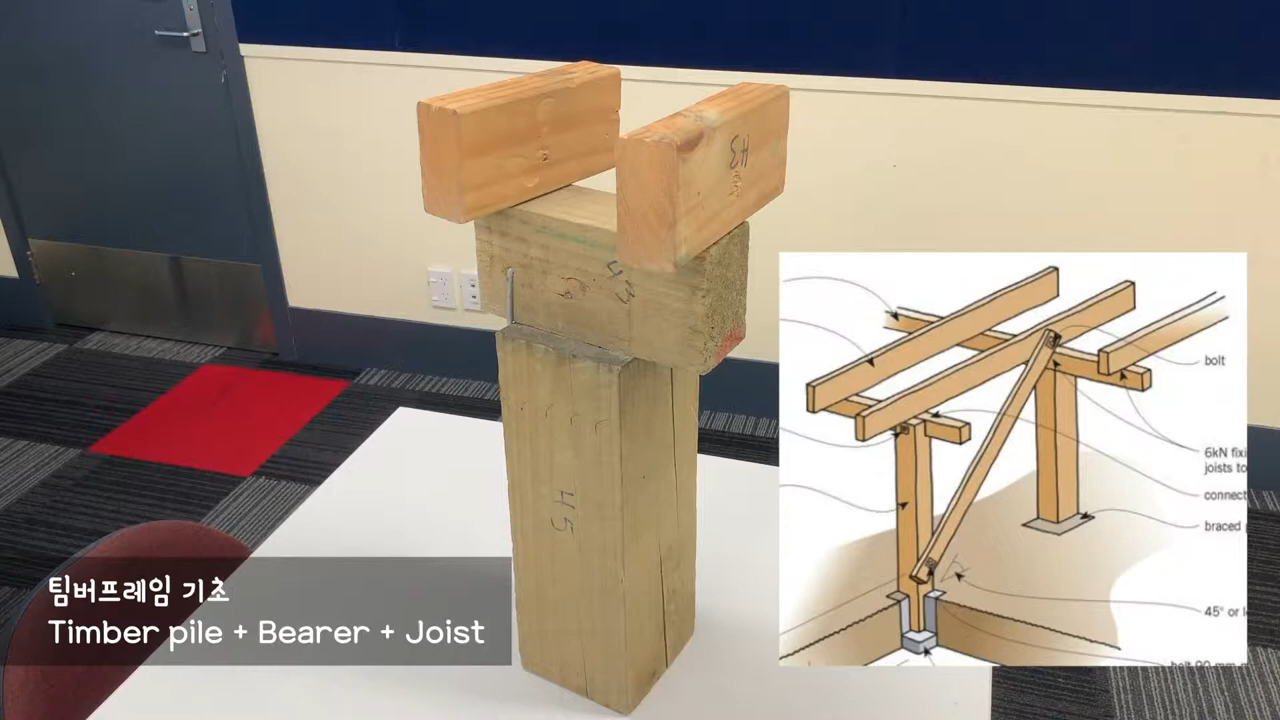 H3
H3
H5
팀버프레임 기초
Timber pile + Bearer + Joist
bolt
6kN fixi
joists to
connect
braced
45° or l